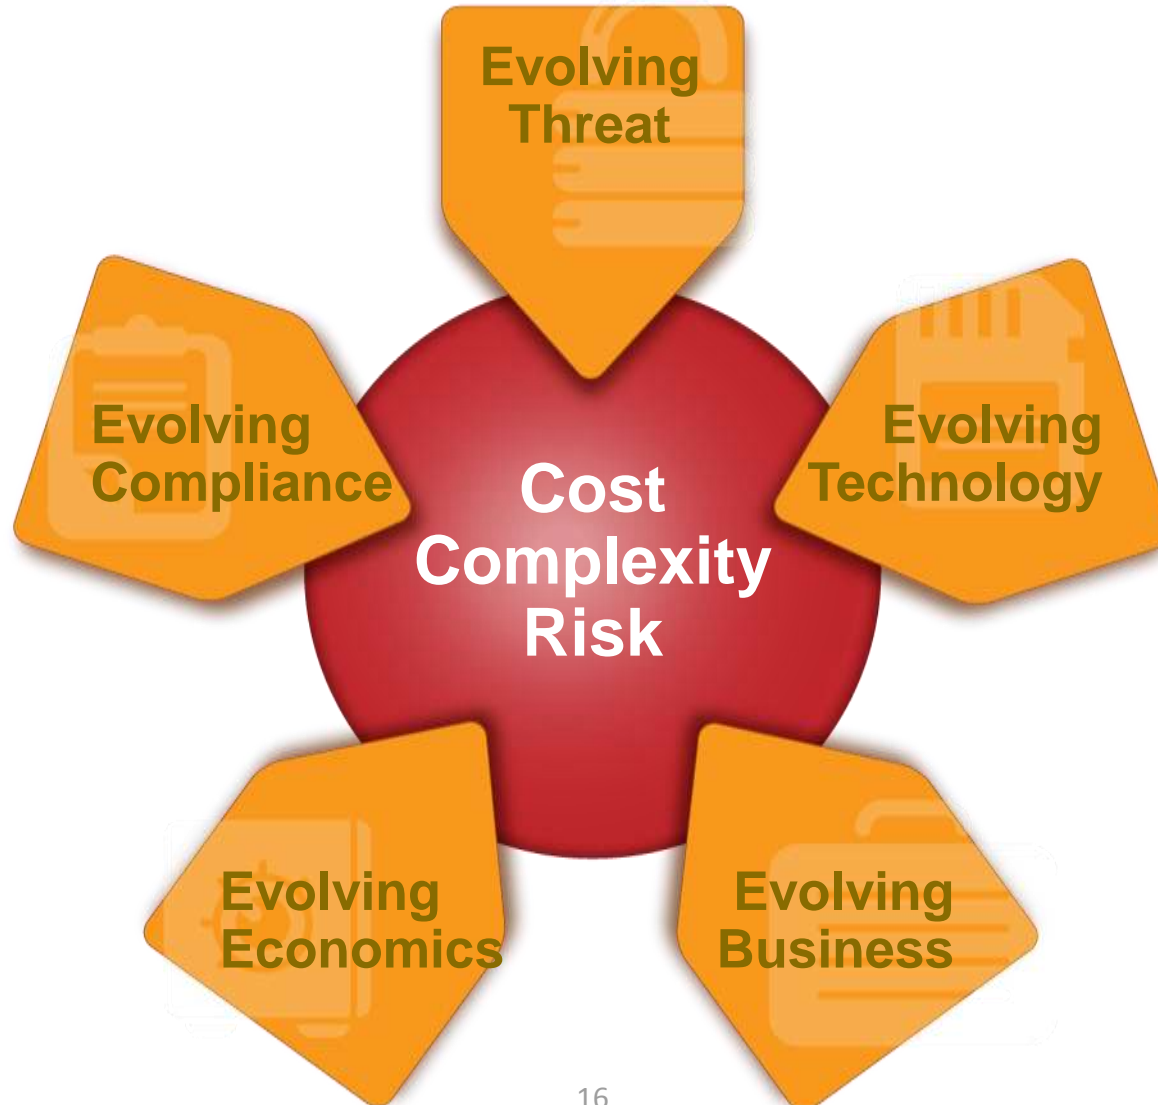 Evolving
Threat
Evolving
Compliance
Evolving
Technology
Cost
Complexity
Risk
Evolving
Economics
Evolving
Business
16